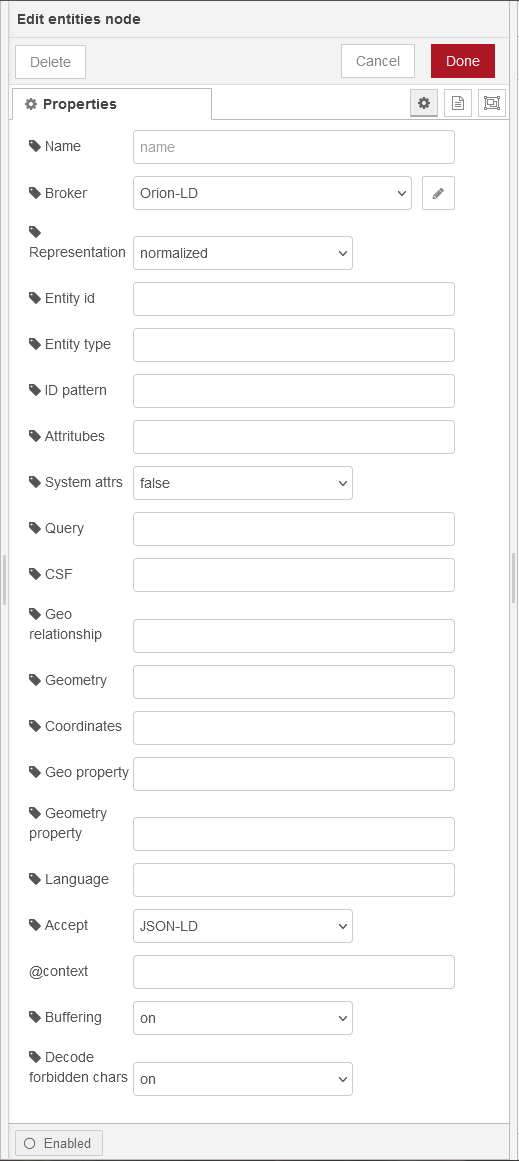 Edit entities node
Delete
Cancel
Done
Properties
Name
name
Broker
Orion-LD
Representation
normalized
Entity id
Entity type
ID pattern
Attritubes
System attrs
false
Query
CSF
Geo
relationship
Geometry
Coordinates
Geo property
Geometry
property
Language
Accept
JSON-LD
@context
Buffering
on
Decode
forbidden chars
on
Enabled